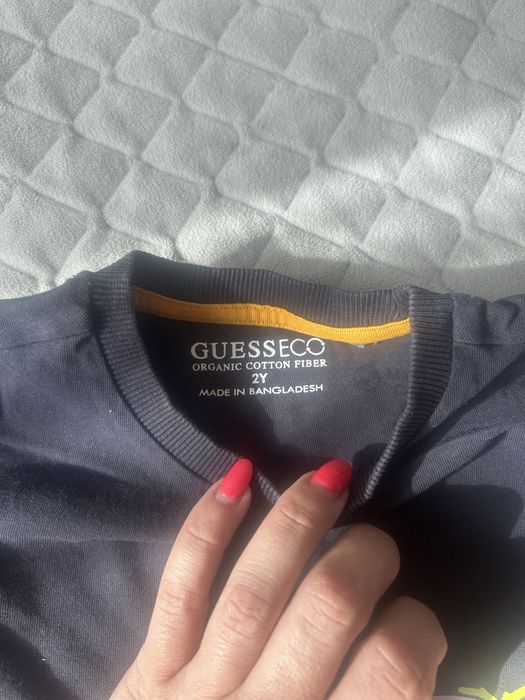 GUESSECO
ORGANIC COTTON FIBER
2Y
MADE IN BANGLADESH